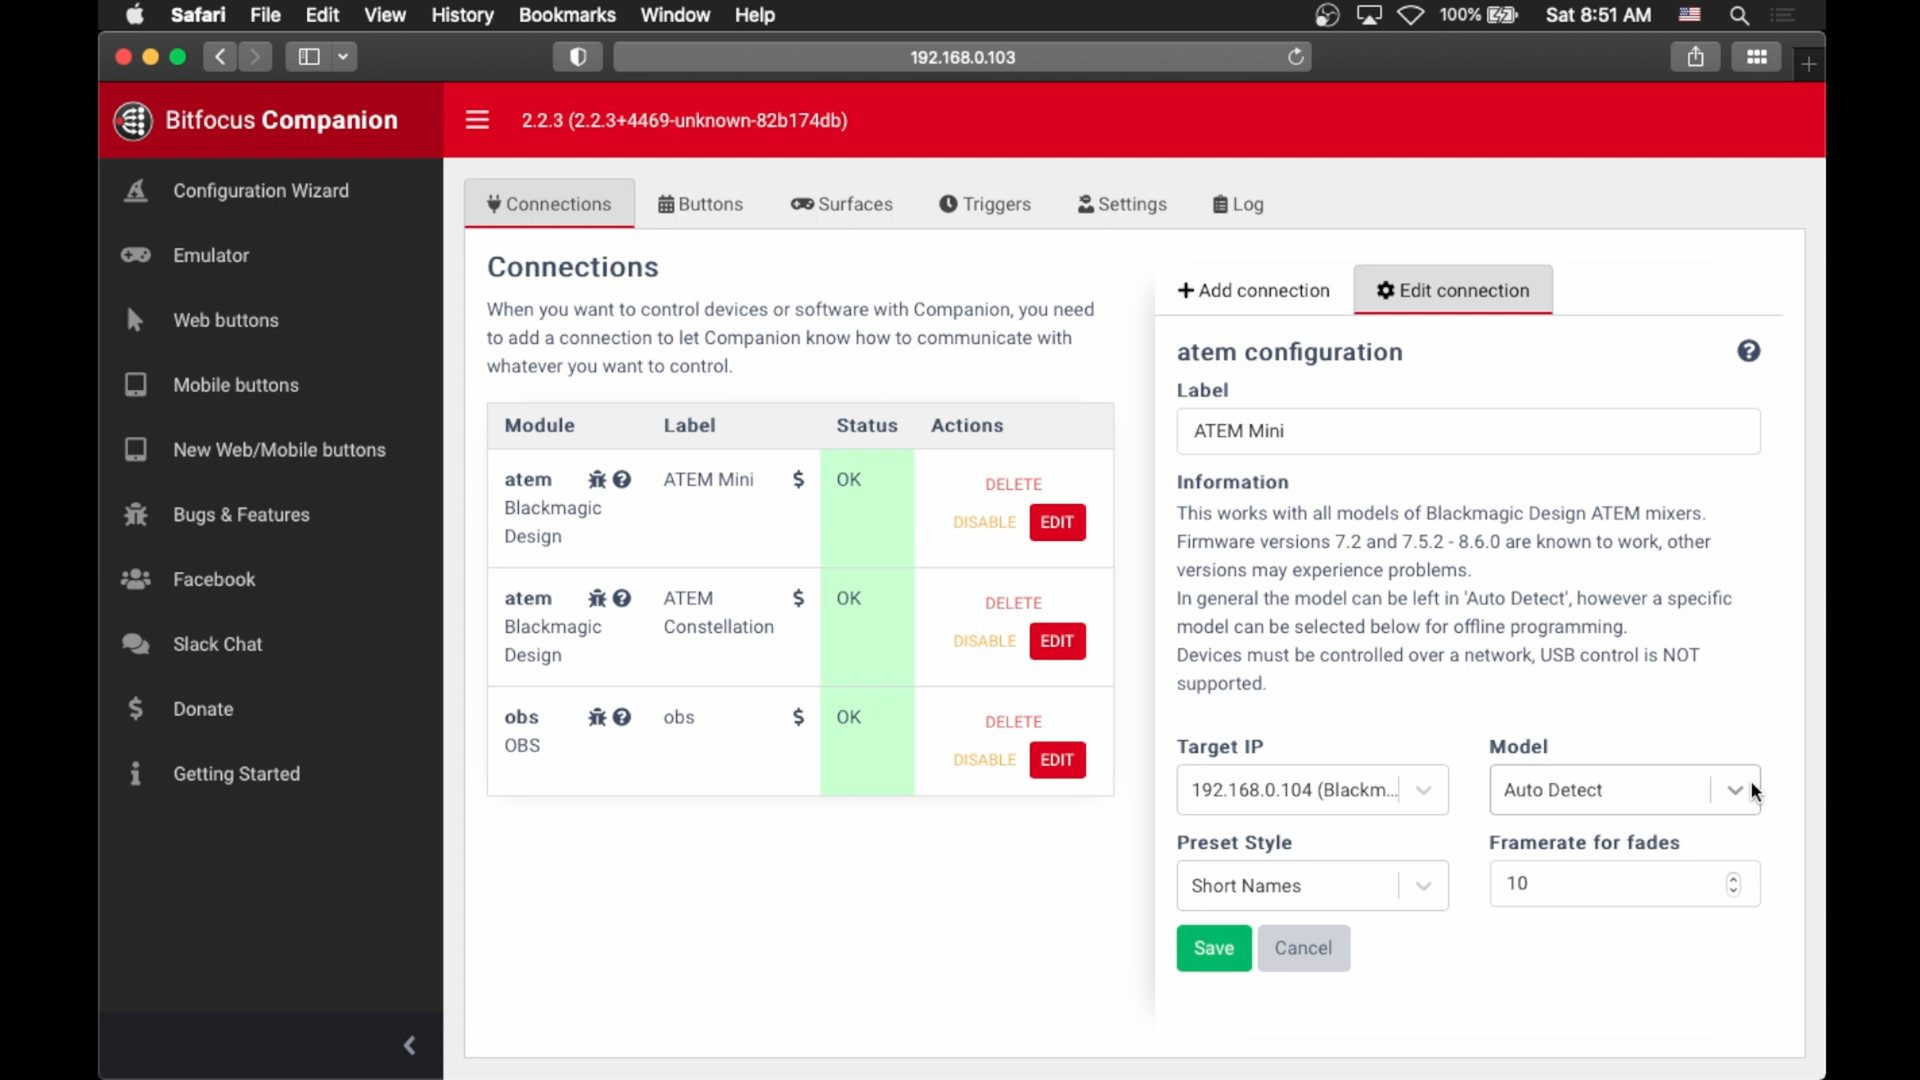 Safari File Edit View History Bookmarks Window Help 100% Sat 8:51 AM
192.168.0.103
Bitfocus Companion
2.2.3 (2.2.3+4469-unknown-82b174db)
Configuration Wizard
Emulator
Web buttons
Mobile buttons
New Web/Mobile buttons
Bugs & Features
Facebook
Slack Chat
Donate
Getting Started
Connections Buttons Surfaces Triggers Settings Log
Connections
When you want to control devices or software with Companion, you need
to add a connection to let Companion know how to communicate with
whatever you want to control.
Module Label Status Actions
atem ATEM Mini $ OK DELETE
Blackmagic DISABLE EDIT
Design
atem ATEM $ OK DELETE
Blackmagic Constellation DISABLE EDIT
Design
obs obs $ OK DELETE
OBS DISABLE EDIT
Add connection Edit connection
atem configuration
Label
ATEM Mini
Information
This works with all models of Blackmagic Design ATEM mixers.
Firmware versions 7.2 and 7.5.2 - 8.6.0 are known to work, other
versions may experience problems.
In general the model can be left in 'Auto Detect', however a specific
model can be selected below for offline programming.
Devices must be controlled over a network, USB control is NOT
supported.
Target IP Model
192.168.0.104 (Blackm... Auto Detect
Preset Style Framerate for fades
Short Names 10
Save Cancel